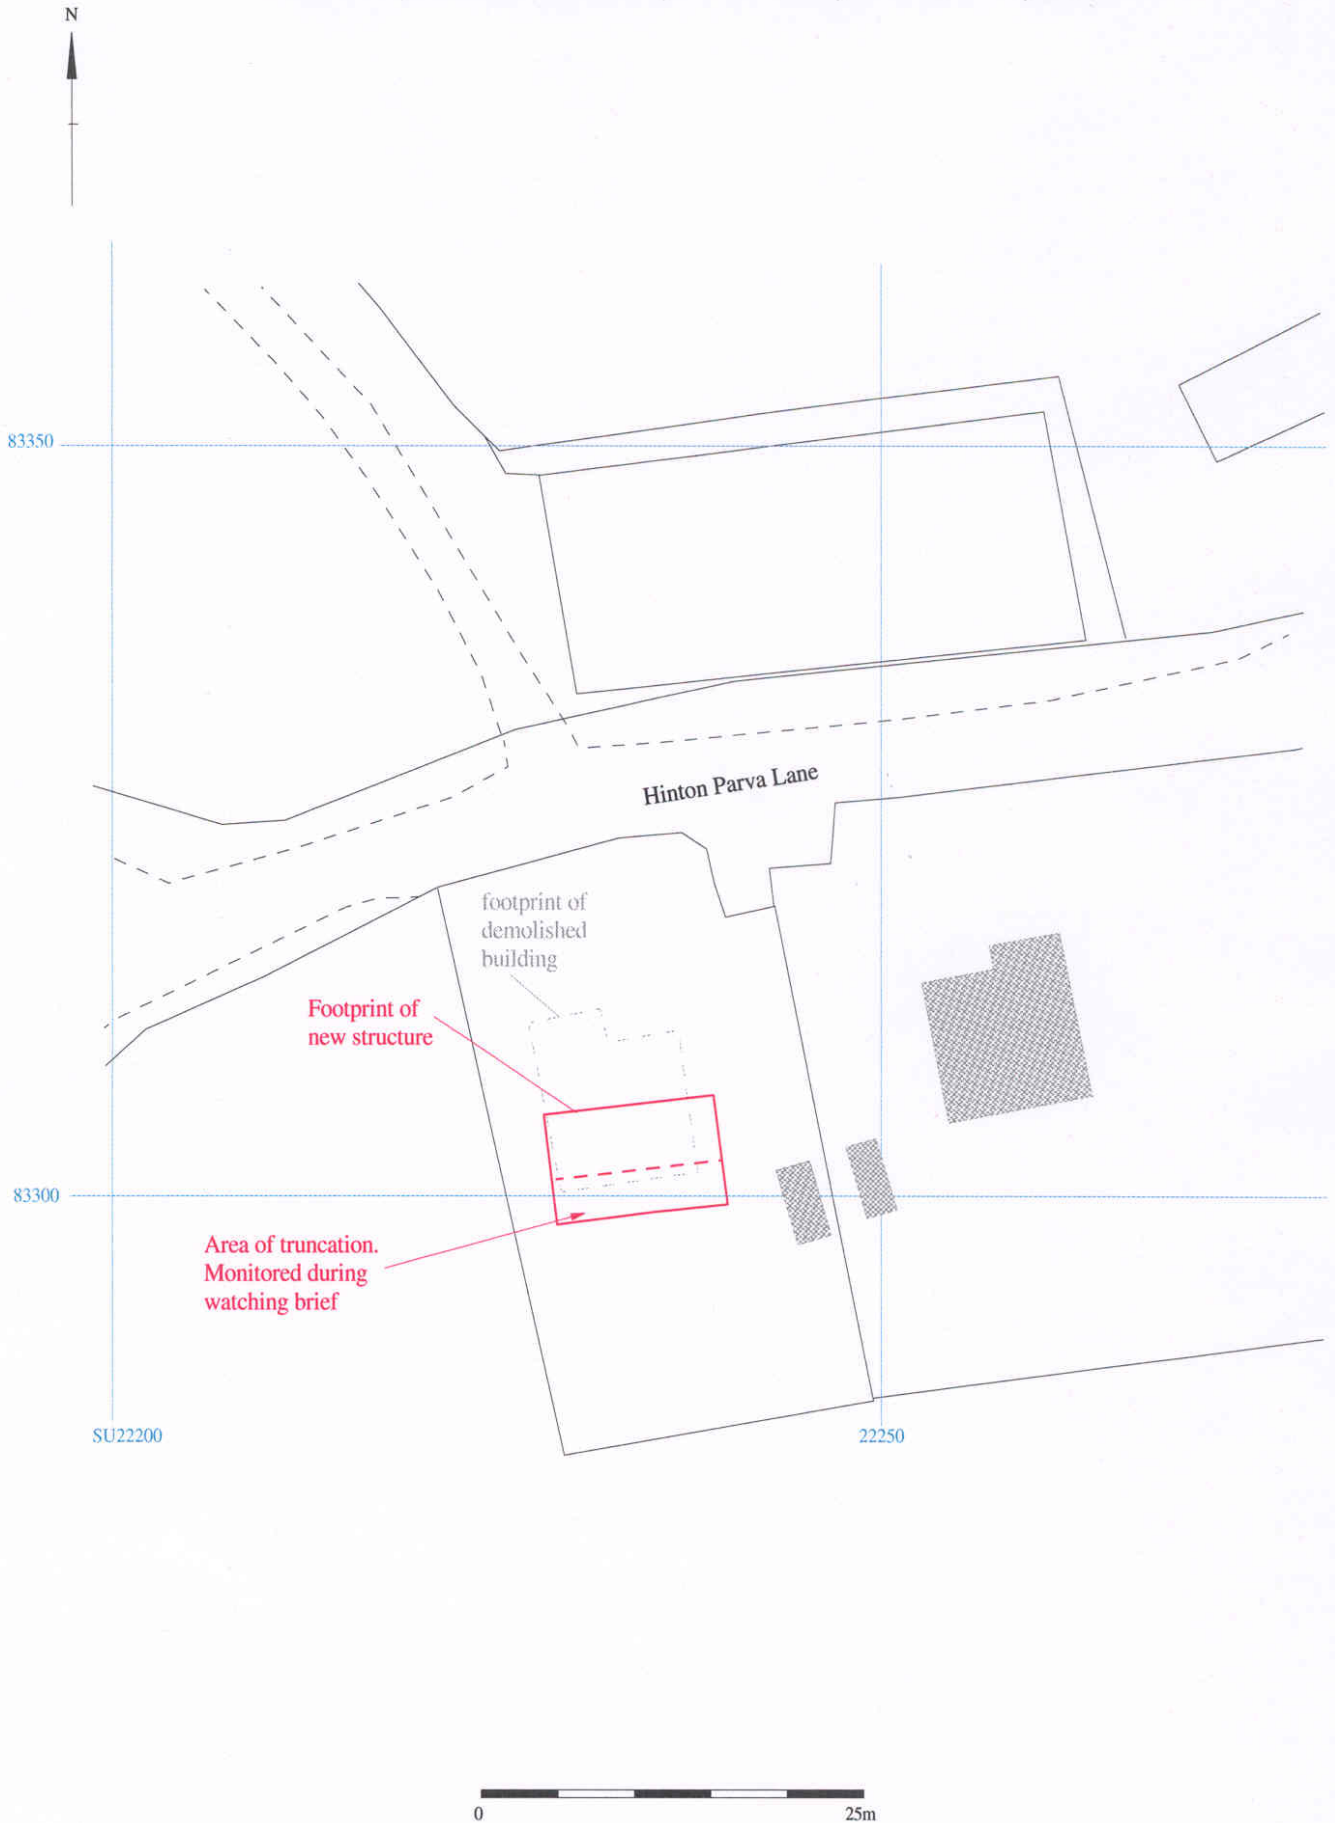 N
83350
Hinton Parva Lane
footprint of
demolished
building
Footprint of
new structure
83300
Area of truncation.
Monitored during
watching brief
SU22200
22250
0
25m